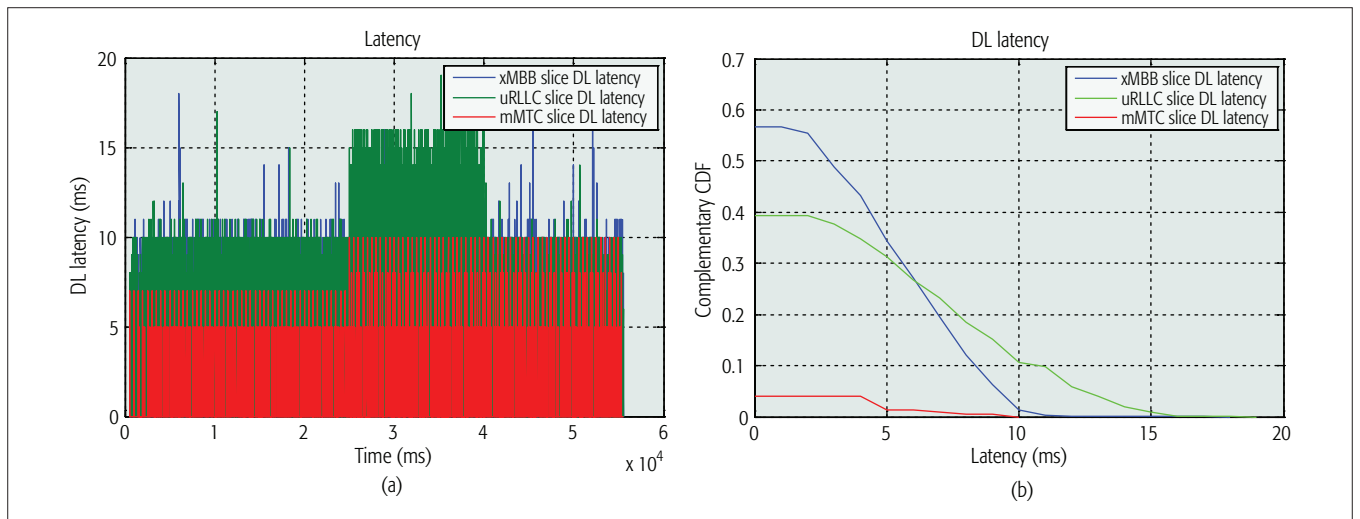 Latency
20
15
10
5
0
DL latency (ms)
xMBB slice DL latency
uRLLC slice DL latency
mMTC slice DL latency
0 1 2 3 4 5 6
x 10^4
Time (ms)
(a)
DL latency
0.7
0.6
0.5
0.4
0.3
0.2
0.1
0
Complementary CDF
xMBB slice DL latency
uRLLC slice DL latency
mMTC slice DL latency
0 5 10 15 20
Latency (ms)
(b)